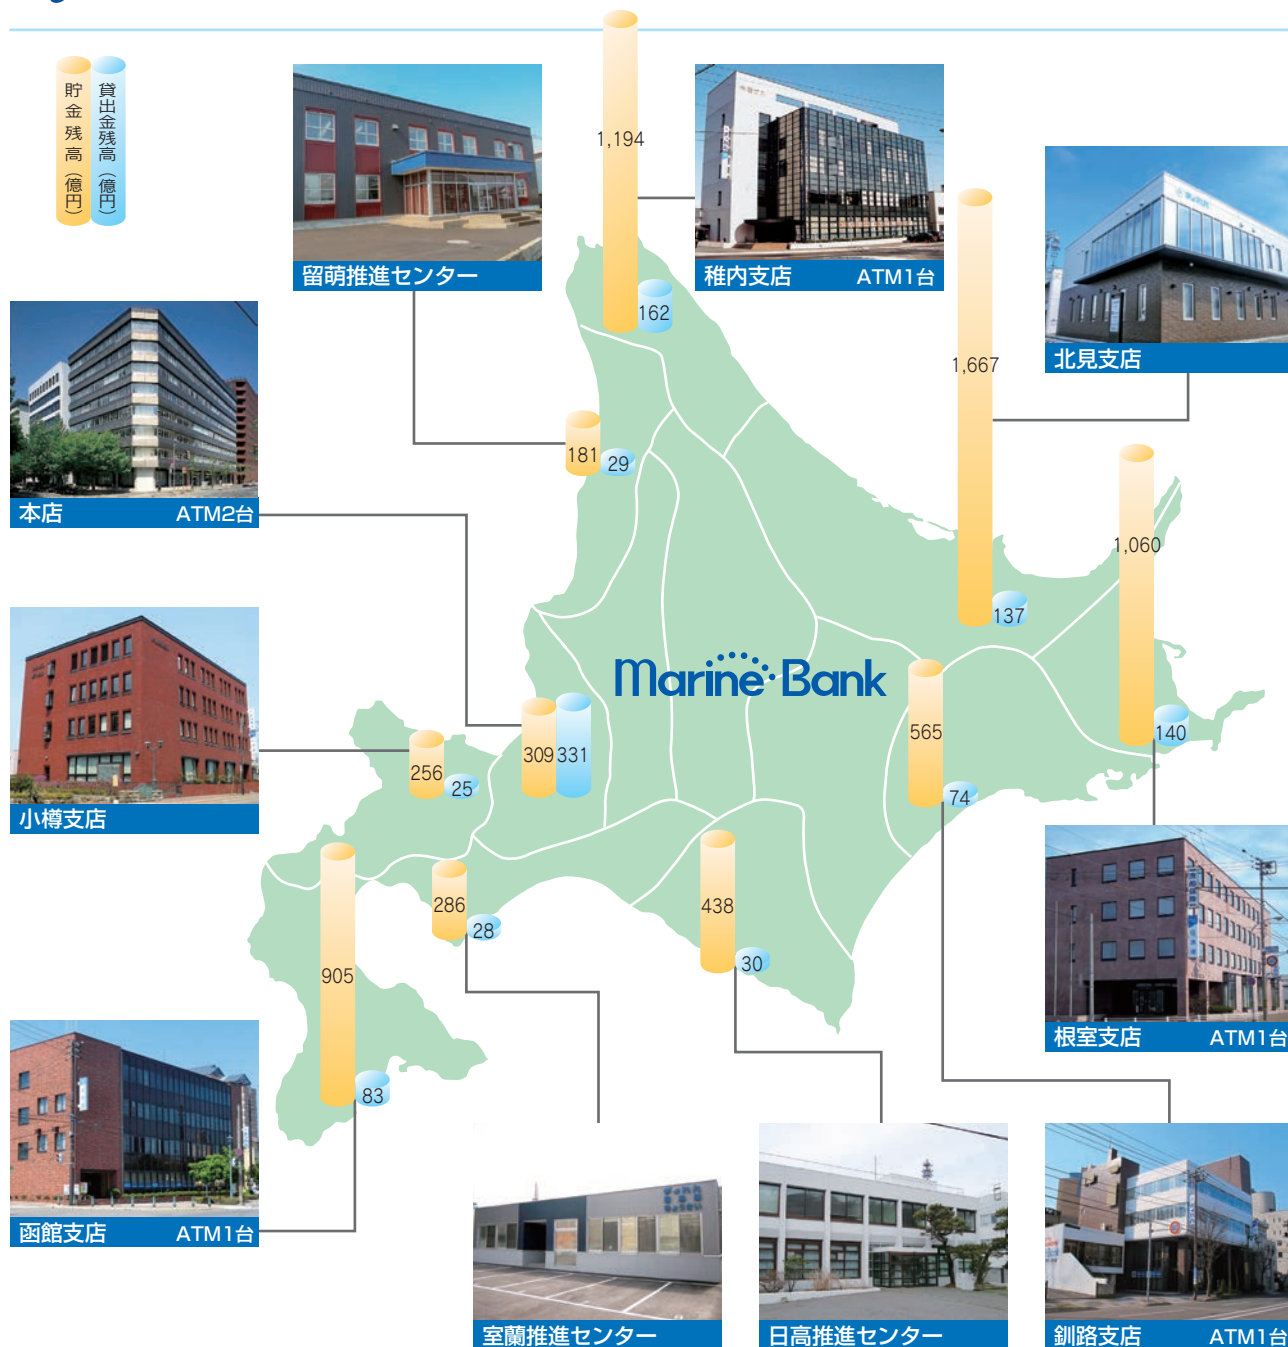 貯金残高(億円)
貸出金残高(億円)
1,194
162
留萌推進センター
稚内支店 ATM1台
北見支店
1,667
137
181
29
本店 ATM2台
1,060
140
Marine Bank
565
74
309
331
256
25
小樽支店
905
83
286
28
438
30
根室支店 ATM1台
函館支店 ATM1台
室蘭推進センター
日高推進センター
釧路支店 ATM1台